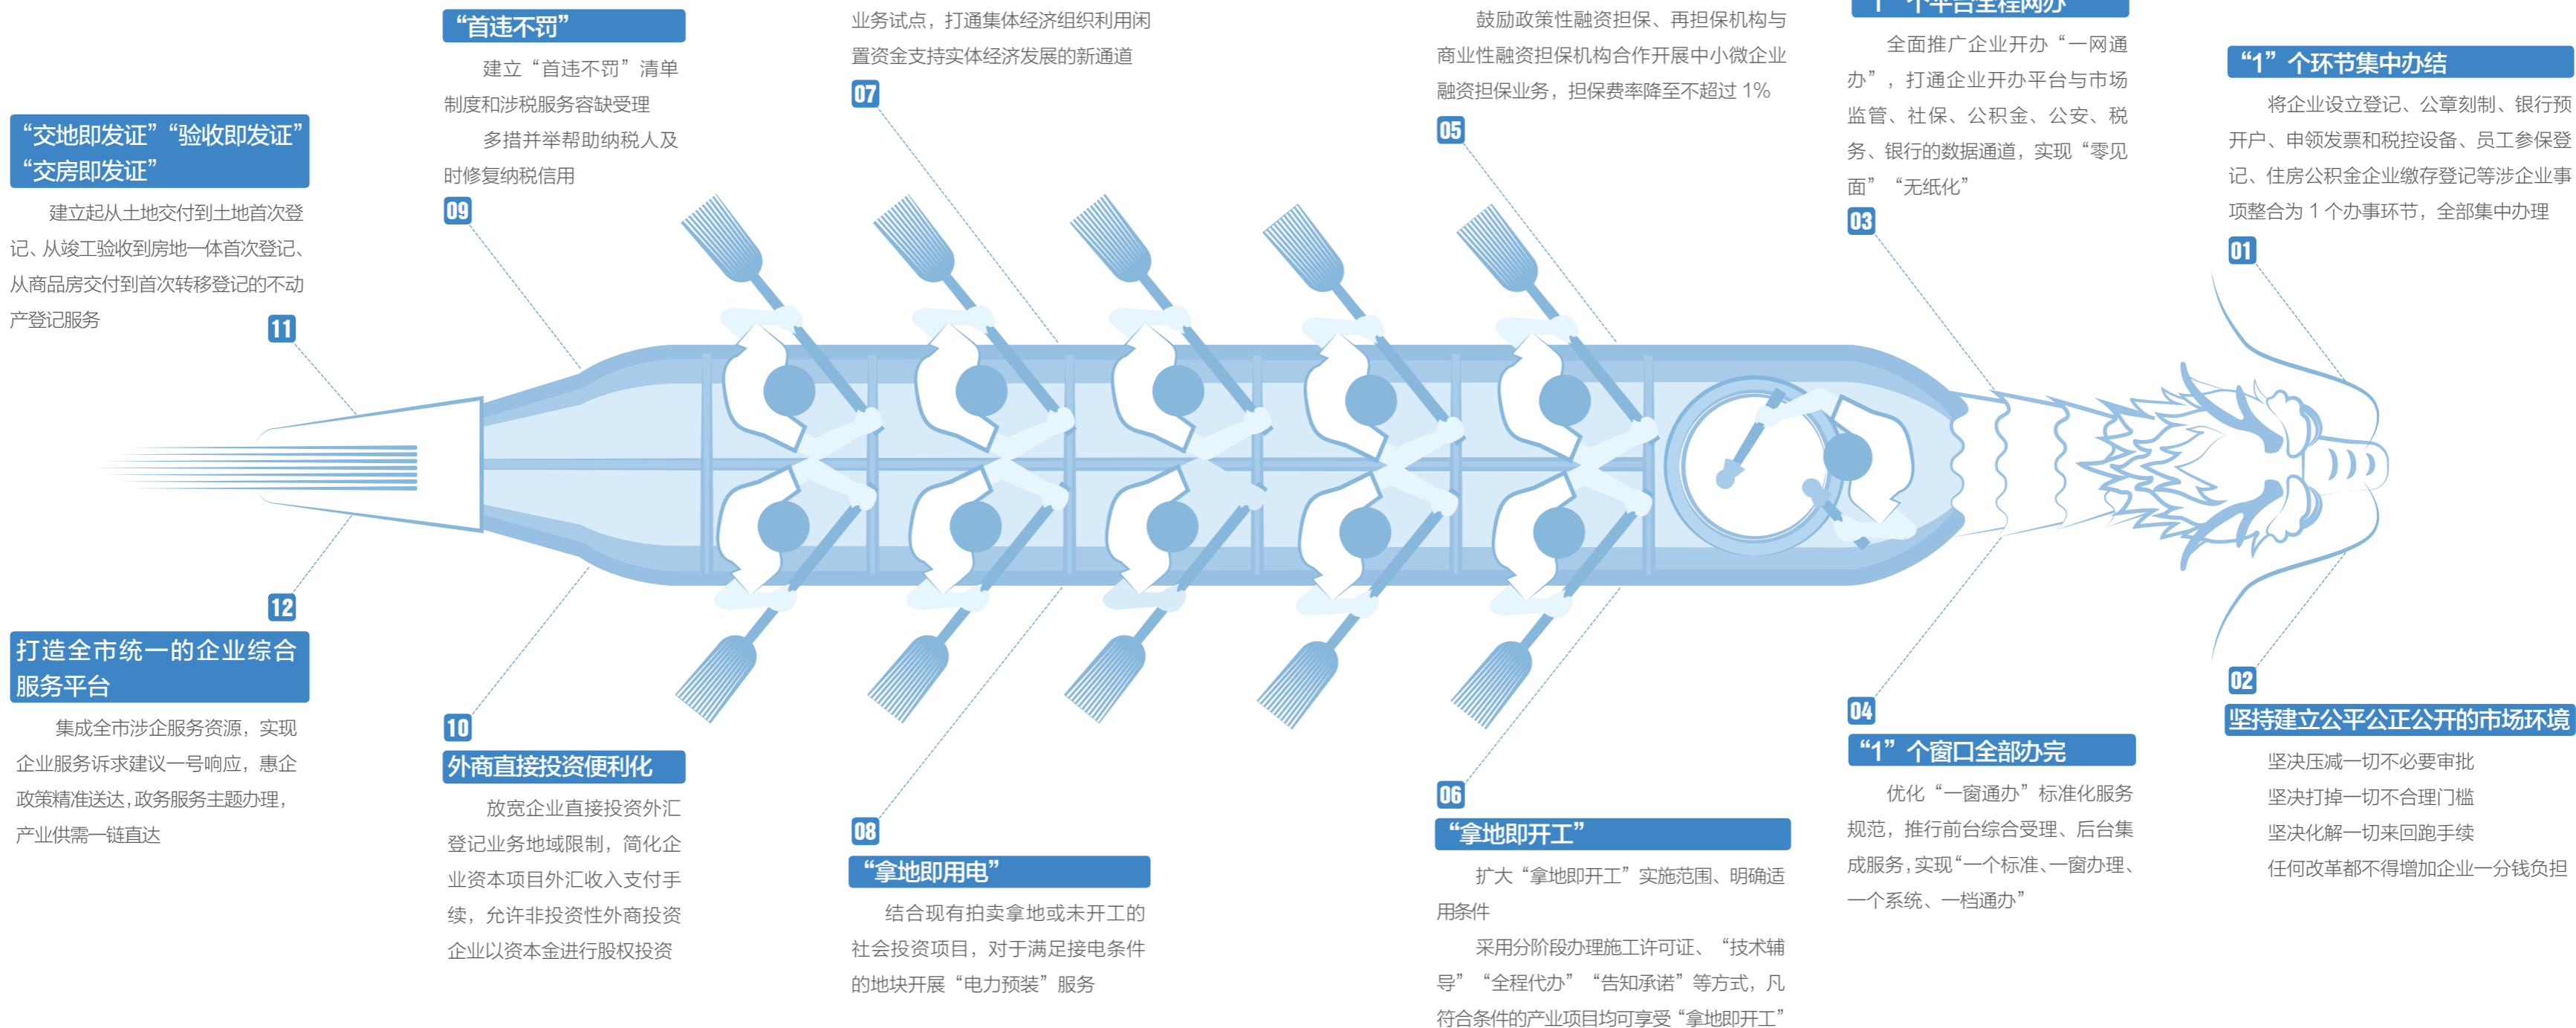 “1”个环节集中办结
将企业设立登记、公章刻制、银行预
开户、申领发票和税控设备、员工参保登
记、住房公积金企业缴存登记等涉企业事
项整合为 1 个办事环节，全部集中办理
01
02
坚持建立公平公正公开的市场环境
坚决压减一切不必要审批
坚决打掉一切不合理门槛
坚决化解一切来回跑手续
任何改革都不得增加企业一分钱负担
“1”个平台全程网办
全面推广企业开办“一网通
办”，打通企业开办平台与市场
监管、社保、公积金、公安、税
务、银行的数据通道，实现“零见
面”“无纸化”
03
04
“1”个窗口全部办完
优化“一窗通办”标准化服务
规范，推行前台综合受理、后台集
成服务，实现“一个标准、一窗办理、
一个系统、一档通办”
鼓励政策性融资担保、再担保机构与
商业性融资担保机构合作开展中小微企业
融资担保业务，担保费率降至不超过 1%
05
06
“拿地即开工”
扩大“拿地即开工”实施范围、明确适
用条件
采用分阶段办理施工许可证、“技术辅
导”“全程代办”“告知承诺”等方式，凡
符合条件的产业项目均可享受“拿地即开工”
业务试点，打通集体经济组织利用闲
置资金支持实体经济发展的新通道
07
08
“拿地即用电”
结合现有拍卖拿地或未开工的
社会投资项目，对于满足接电条件
的地块开展“电力预装”服务
“首违不罚”
建立“首违不罚”清单
制度和涉税服务容缺受理
多措并举帮助纳税人及
时修复纳税信用
09
10
外商直接投资便利化
放宽企业直接投资外汇
登记业务地域限制，简化企
业资本项目外汇收入支付手
续，允许非投资性外商投资
企业以资本金进行股权投资
“交地即发证”“验收即发证”
“交房即发证”
建立起从土地交付到土地首次登
记、从竣工验收到房地一体首次登记、
从商品房交付到首次转移登记的不动
产登记服务
11
12
打造全市统一的企业综合
服务平台
集成全市涉企服务资源，实现
企业服务诉求建议一号响应，惠企
政策精准送达，政务服务主题办理，
产业供需一链直达